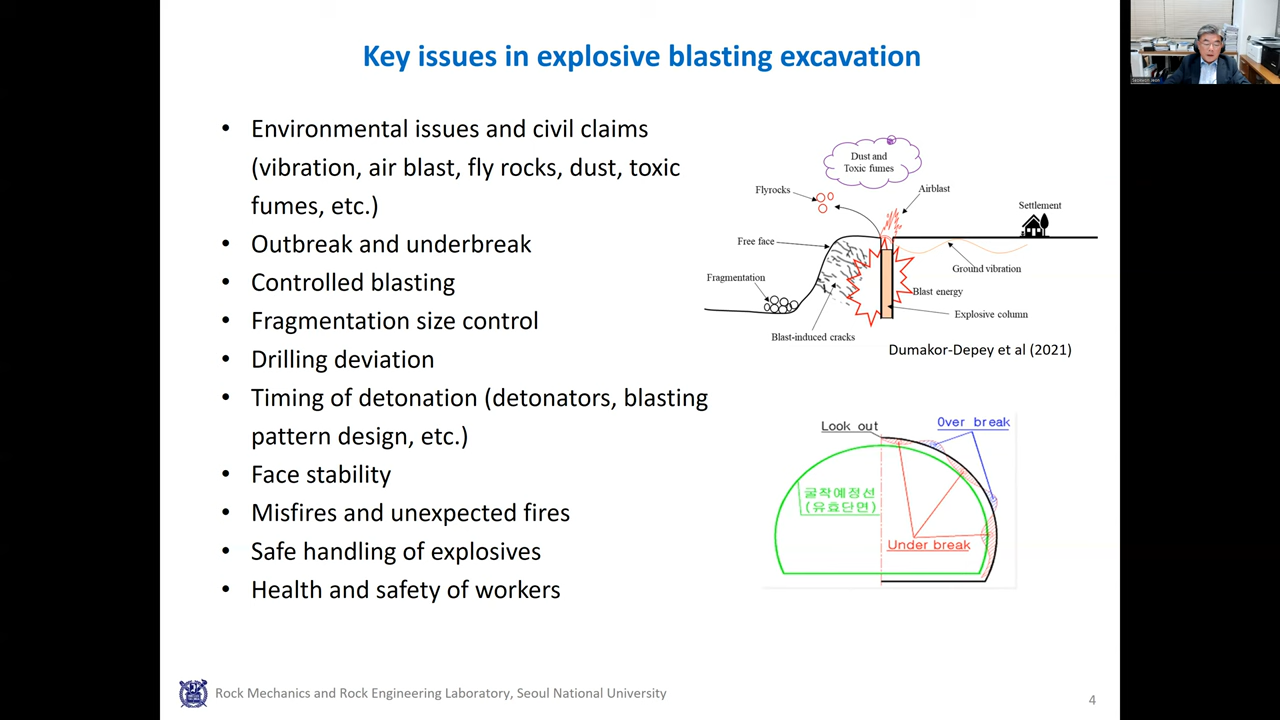 Key issues in explosive blasting excavation
• Environmental issues and civil claims
(vibration, air blast, fly rocks, dust, toxic
fumes, etc.)
• Outbreak and underbreak
• Controlled blasting
• Fragmentation size control
• Drilling deviation
• Timing of detonation (detonators, blasting
pattern design, etc.)
• Face stability
• Misfires and unexpected fires
• Safe handling of explosives
• Health and safety of workers
Dust and
Toxic fumes
Flyrocks
Airblast
Settlement
Free face
Ground vibration
Fragmentation
Blast energy
Explosive column
Blast-induced cracks
Dumakor-Depey et al (2021)
Look out
Over break
굴착예정선
(유효단면)
Under break
Rock Mechanics and Rock Engineering Laboratory, Seoul National University
4